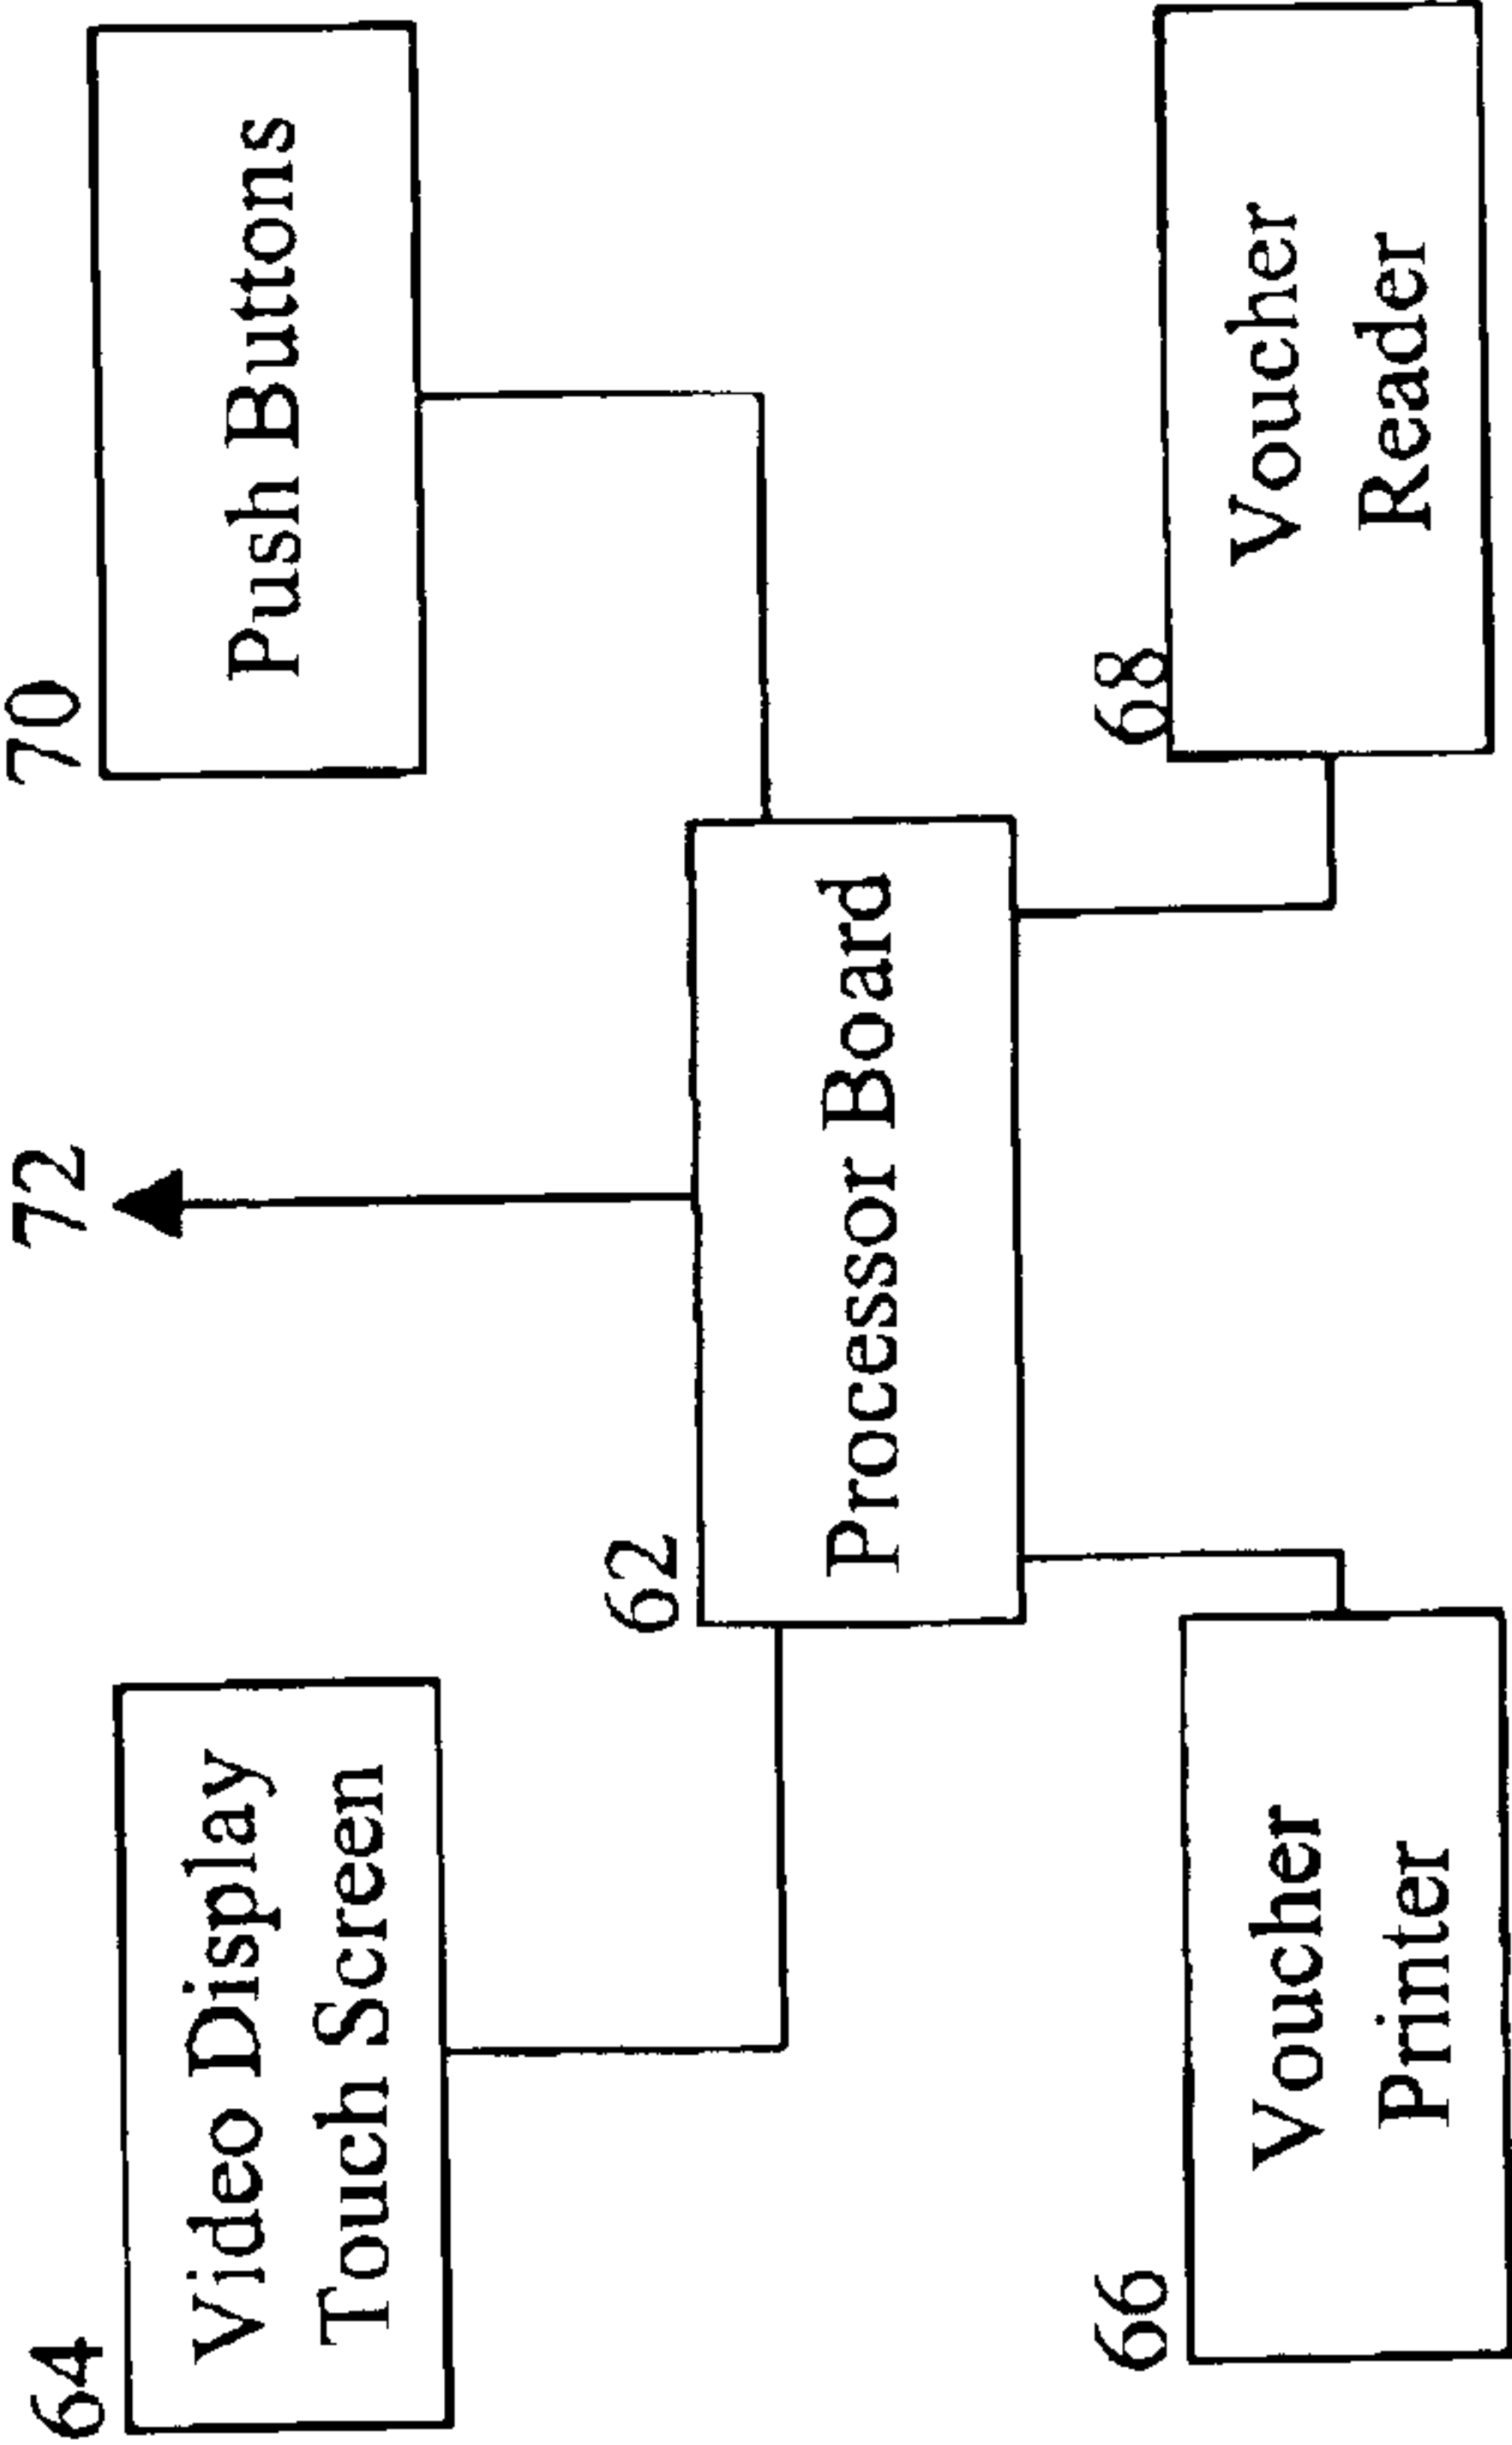 64
Video Display
Touch Screen
72
70
Push Buttons
62
Processor Board
66
Voucher
Printer
68
Voucher
Reader